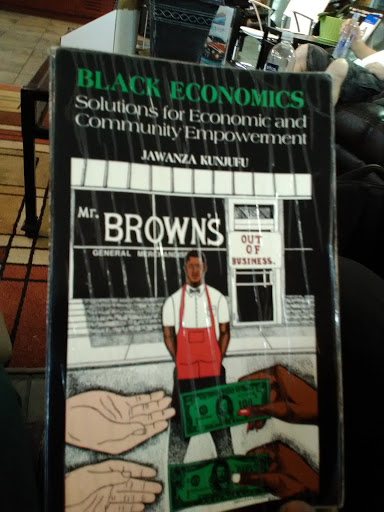 BLACK ECONOMICS
Solutions for Economic and
Community Empowerment
JAWANZA KUNJUFU
Mr. BROWN'S
GENERAL MERCHANDISE
OUT
OF
BUSINESS.